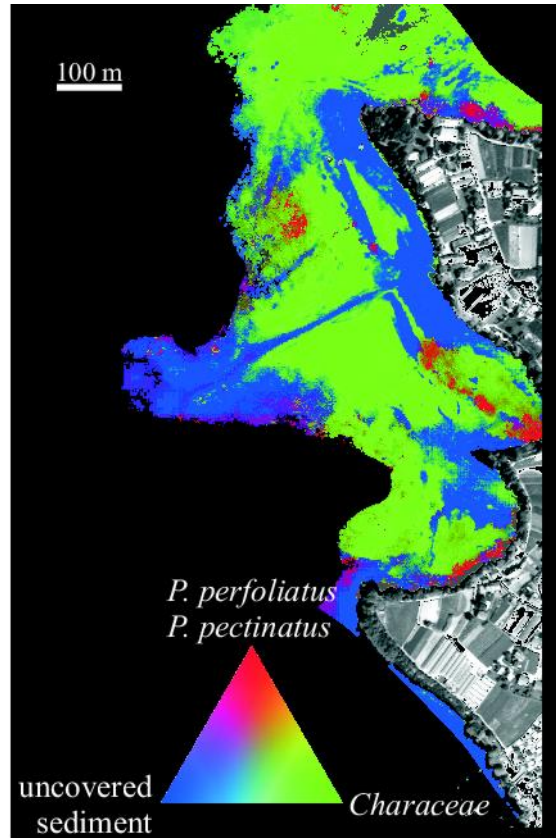 100 m
P. perfoliatus
P. pectinatus
uncovered
sediment
Characeae